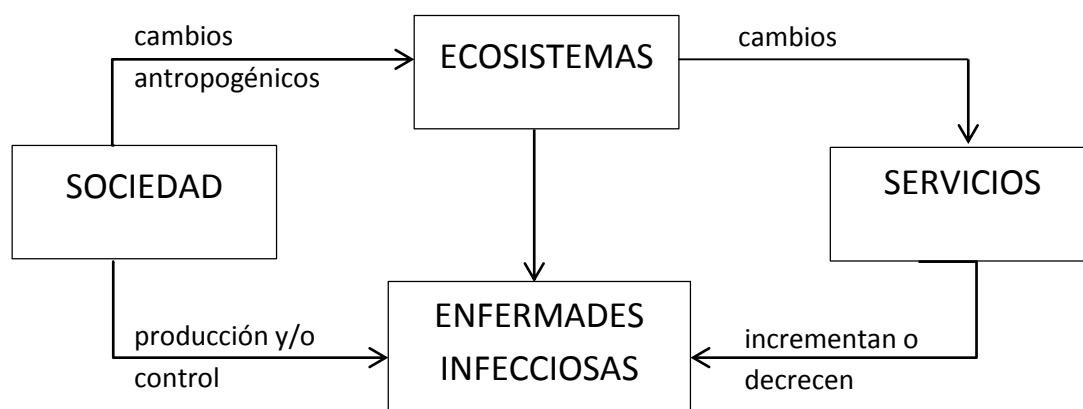 cambios
antropogénicos
ECOSISTEMAS
cambios
SOCIEDAD
SERVICIOS
producción y/o
control
ENFERMADES
INFECCIOSAS
incrementan o
decrecen